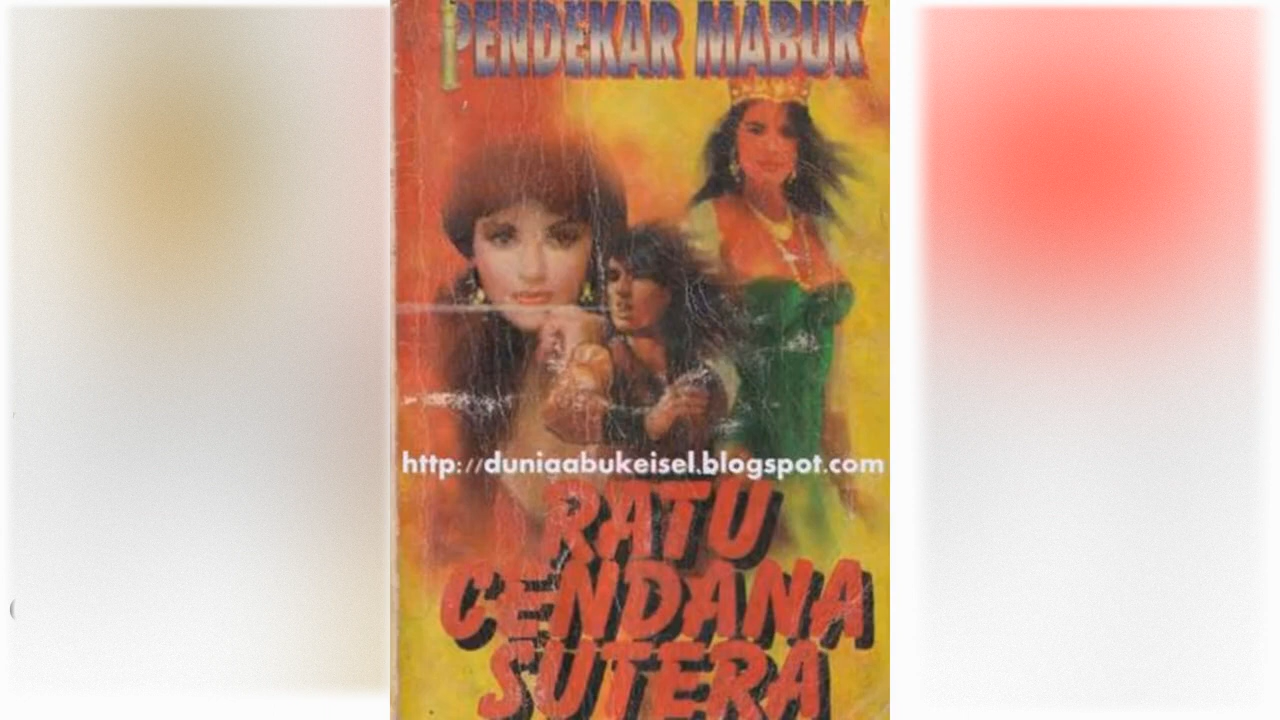 PENDEKAR MABUK
http://duniaabukeisel.blogspot.com
RATU
CENDANA
SUTERA